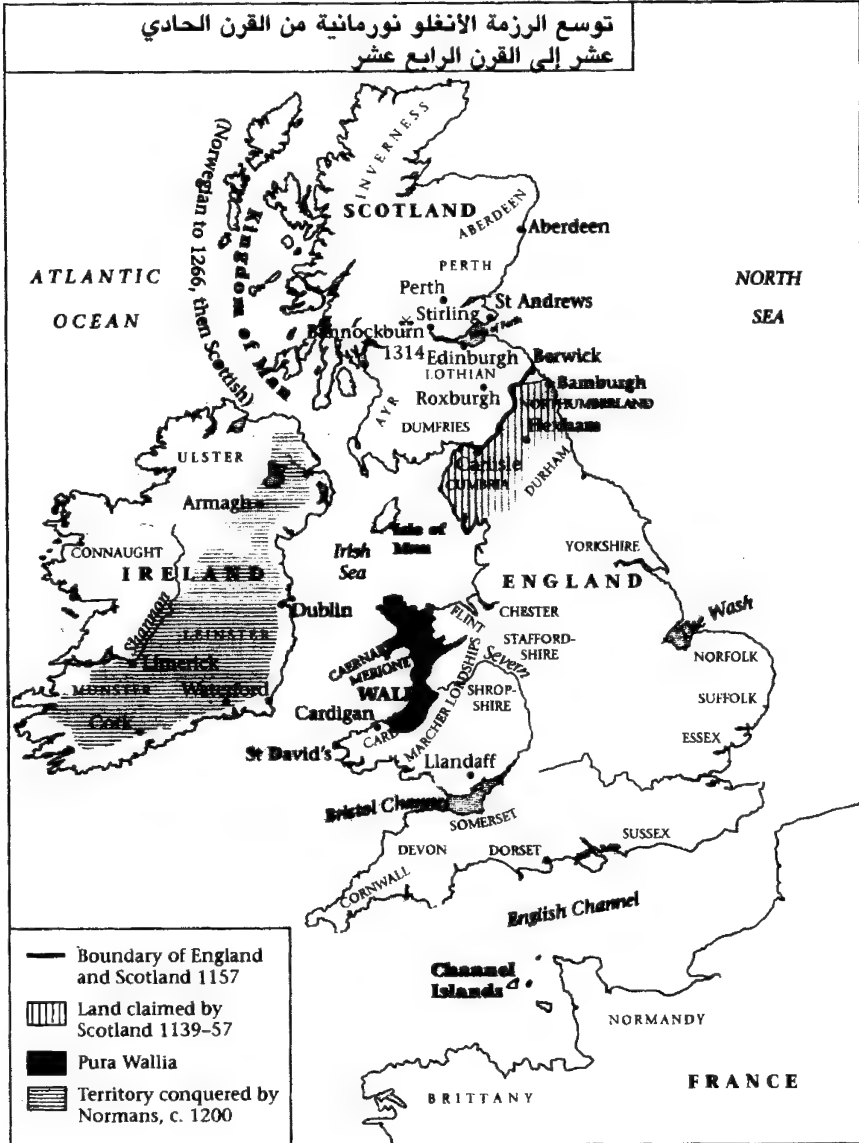 توسع الرزمة الأنغلو نورمانية من القرن الحادي
عشر إلى القرن الرابع عشر
INVERNESS
SCOTLAND
ABERDEEN
Aberdeen
(Norwegian to 1266, then Scottish)
Kingdom of Man
ATLANTIC
OCEAN
PERTH
Perth
NORTH
SEA
St Andrews
Stirling
Bannockburn
1314
Edinburgh
Berwick
LOTHIAN
Bamburgh
Roxburgh
NORTHUMBERLAND
AYR
DUMFRIES
Hexham
ULSTER
Carlisle
CUMBRIA
DURHAM
Armagh
Isle of
Man
Irish
Sea
CONNAUGHT
YORKSHIRE
IRELAND
ENGLAND
Dublin
CHESTER
FLINT
Wash
Shannon
LEINSTER
STAFFORD-
SHIRE
Severn
NORFOLK
Limerick
MERIONE
MUNSTER
Waterford
SHROP-
SHIRE
SUFFOLK
Cardigan
MARCHER LORDSHIPS
Cork
ESSEX
St David's
Llandaff
Bristol Channel
SOMERSET
SUSSEX
DEVON
DORSET
CORNWALL
English Channel
Channel
Islands
NORMANDY
BRITTANY
FRANCE
Boundary of England
and Scotland 1157
Land claimed by
Scotland 1139–57
Pura Wallia
Territory conquered by
Normans, c. 1200